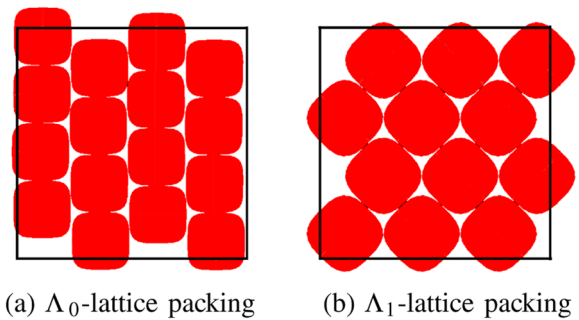 (a) Λ₀-lattice packing
(b) Λ₁-lattice packing